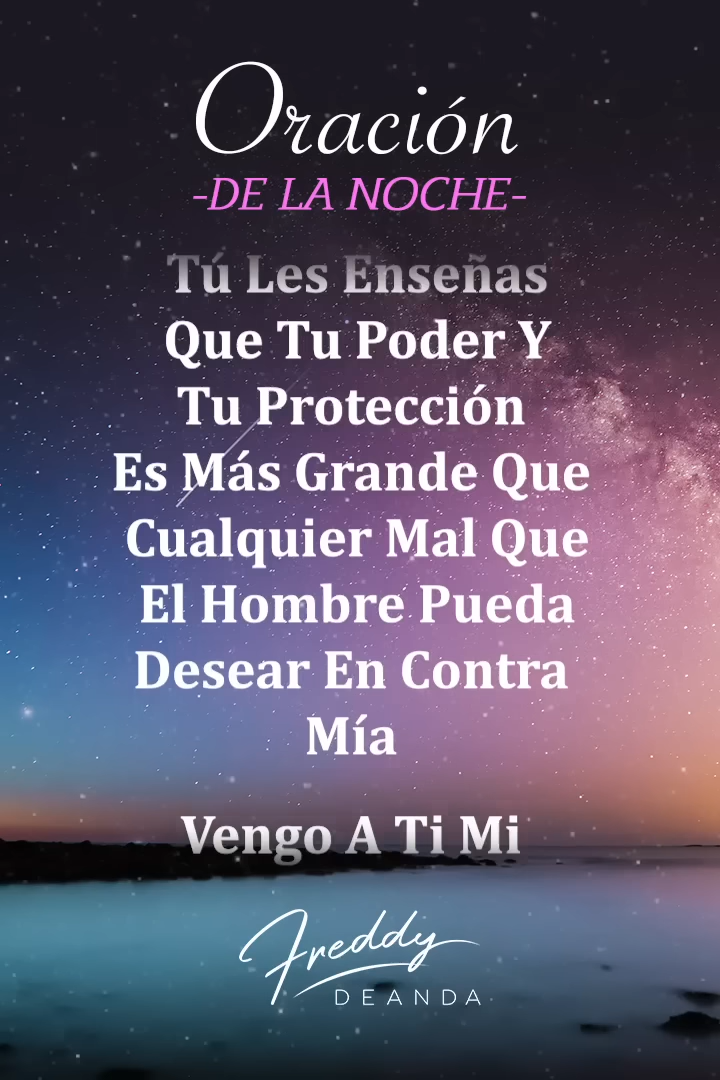 Oración
-DE LA NOCHE-
Tú Les Enseñas
Que Tu Poder Y
Tu Protección
Es Más Grande Que
Cualquier Mal Que
El Hombre Pueda
Desear En Contra
Mía
Vengo A Ti Mi
Freddy
DEANDA